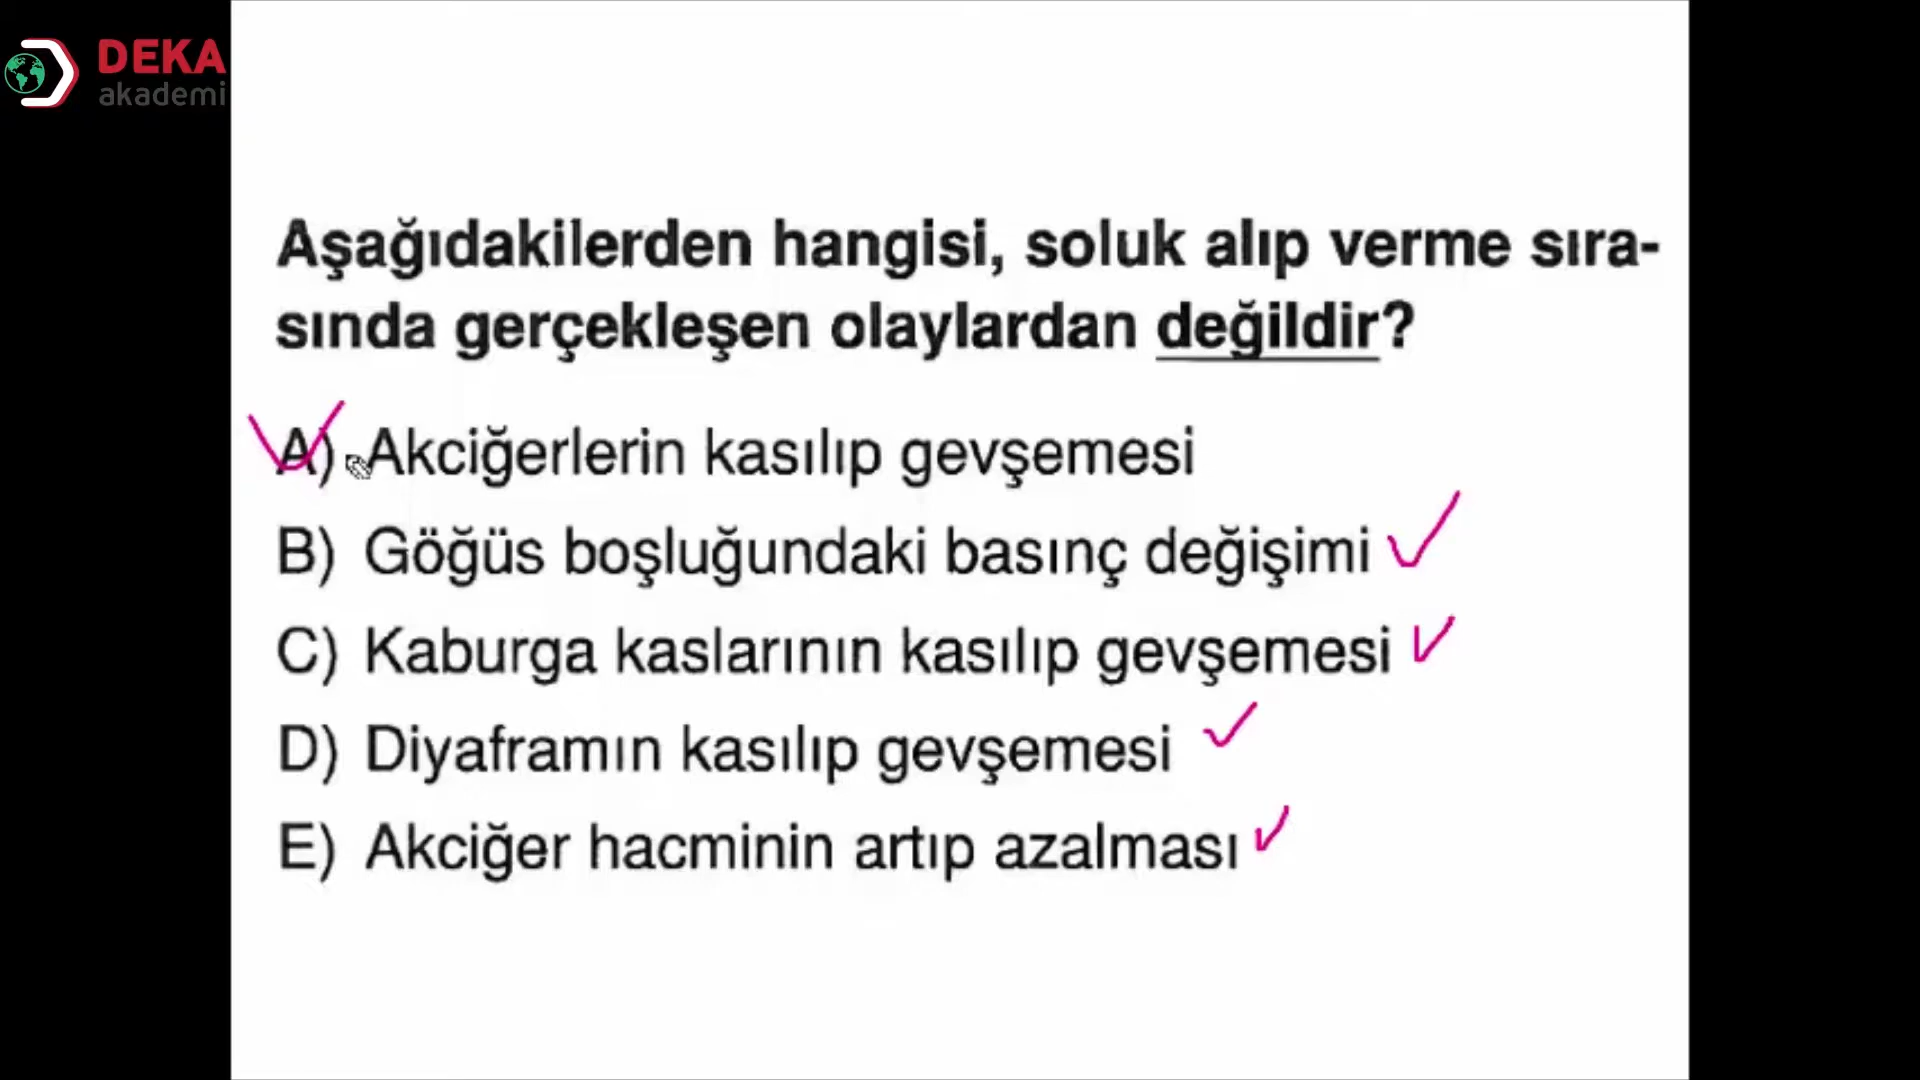 DEKA
akademi
Aşağıdakilerden hangisi, soluk alıp verme sıra-
sında gerçekleşen olaylardan değildir?
A) Akciğerlerin kasılıp gevşemesi
B) Göğüs boşluğundaki basınç değişimi
C) Kaburga kaslarının kasılıp gevşemesi
D) Diyaframın kasılıp gevşemesi
E) Akciğer hacminin artıp azalması